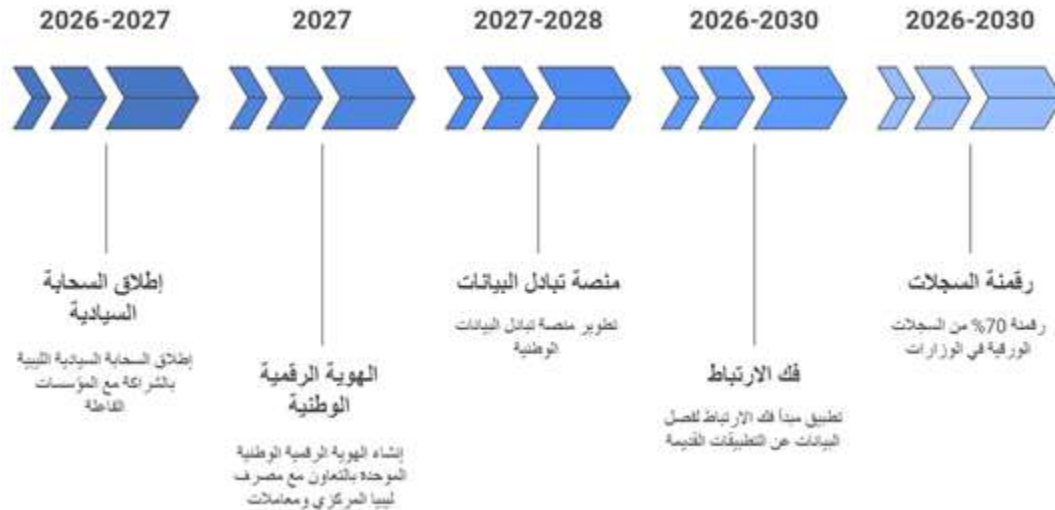 2026-2027
إطلاق السحابة
السيادية
إطلاق السحابة السيادية الليبية
بالشراكة مع المؤسسات
الفاعلة
2027
الهوية الرقمية
الوطنية
إنشاء الهوية الرقمية الوطنية
الموحدة بالتعاون مع مصرف
ليبيا المركزي ومعاملات
2027-2028
منصة تبادل البيانات
تطوير منصة تبادل البيانات
الوطنية
2026-2030
فك الارتباط
تطبيق مبدأ فك الارتباط لفصل
البيانات عن التطبيقات القديمة
2026-2030
رقمنة السجلات
رقمنة 70% من السجلات
الورقية في الوزارات